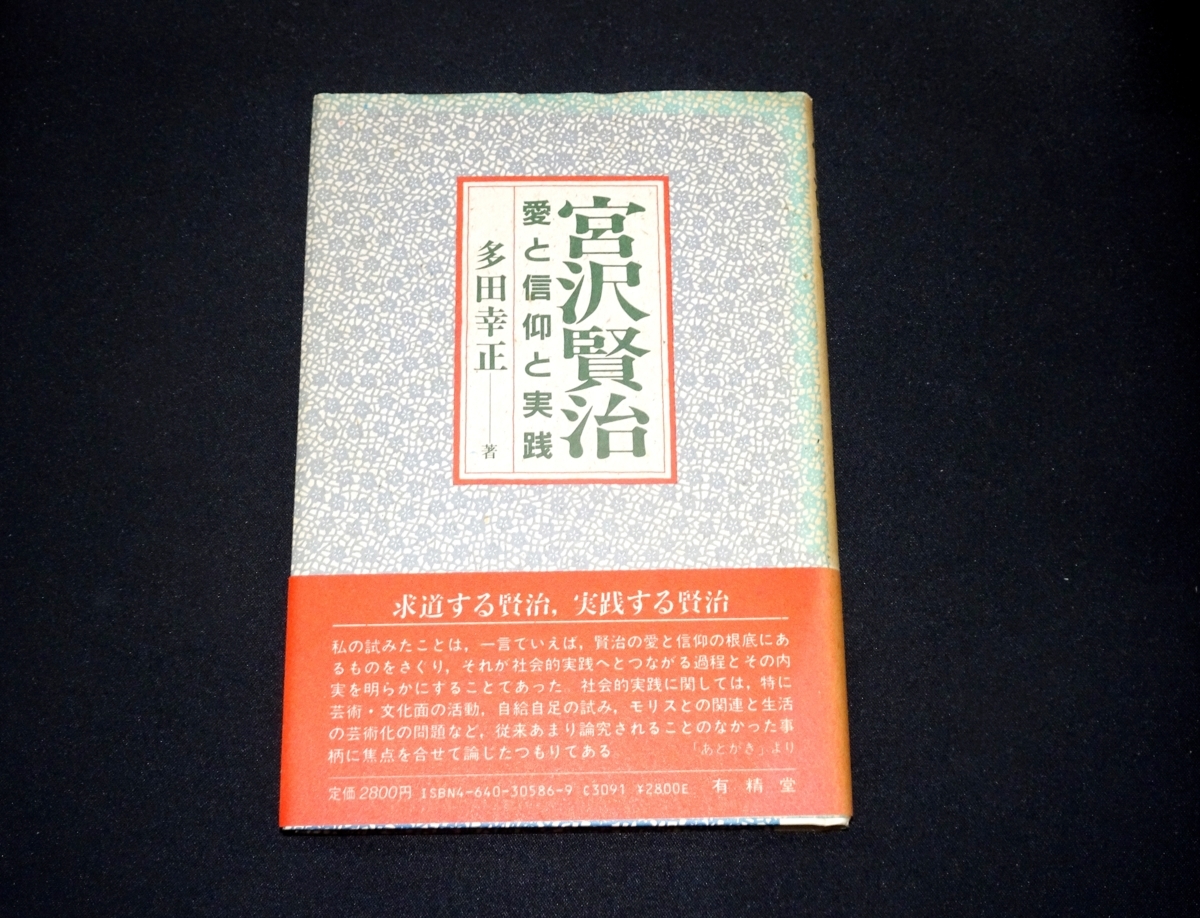 宮沢賢治
愛と信仰と実践
多田幸正
著
求道する賢治，実践する賢治
私の試みたことは，一言でいえば，賢治の愛と信仰の根底にあ
るものをさぐり，それが社会的実践へとつながる過程とその内
実を明らかにすることであった。社会的実践に関しては，特に
芸術・文化面の活動，自給自足の試み，モリスとの関連と生活
の芸術化の問題など，従来あまり論究されることのなかった事
柄に焦点を合せて論じたつもりである。　「あとがき」より
定価2800円 ISBN4-640-30586-9 C3091 ¥2800E 有精堂